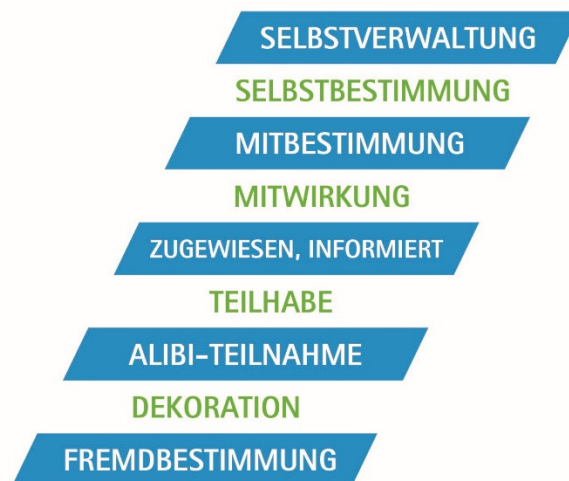 SELBSTVERWALTUNG
SELBSTBESTIMMUNG
MITBESTIMMUNG
MITWIRKUNG
ZUGEWIESEN, INFORMIERT
TEILHABE
ALIBI-TEILNAHME
DEKORATION
FREMDBESTIMMUNG